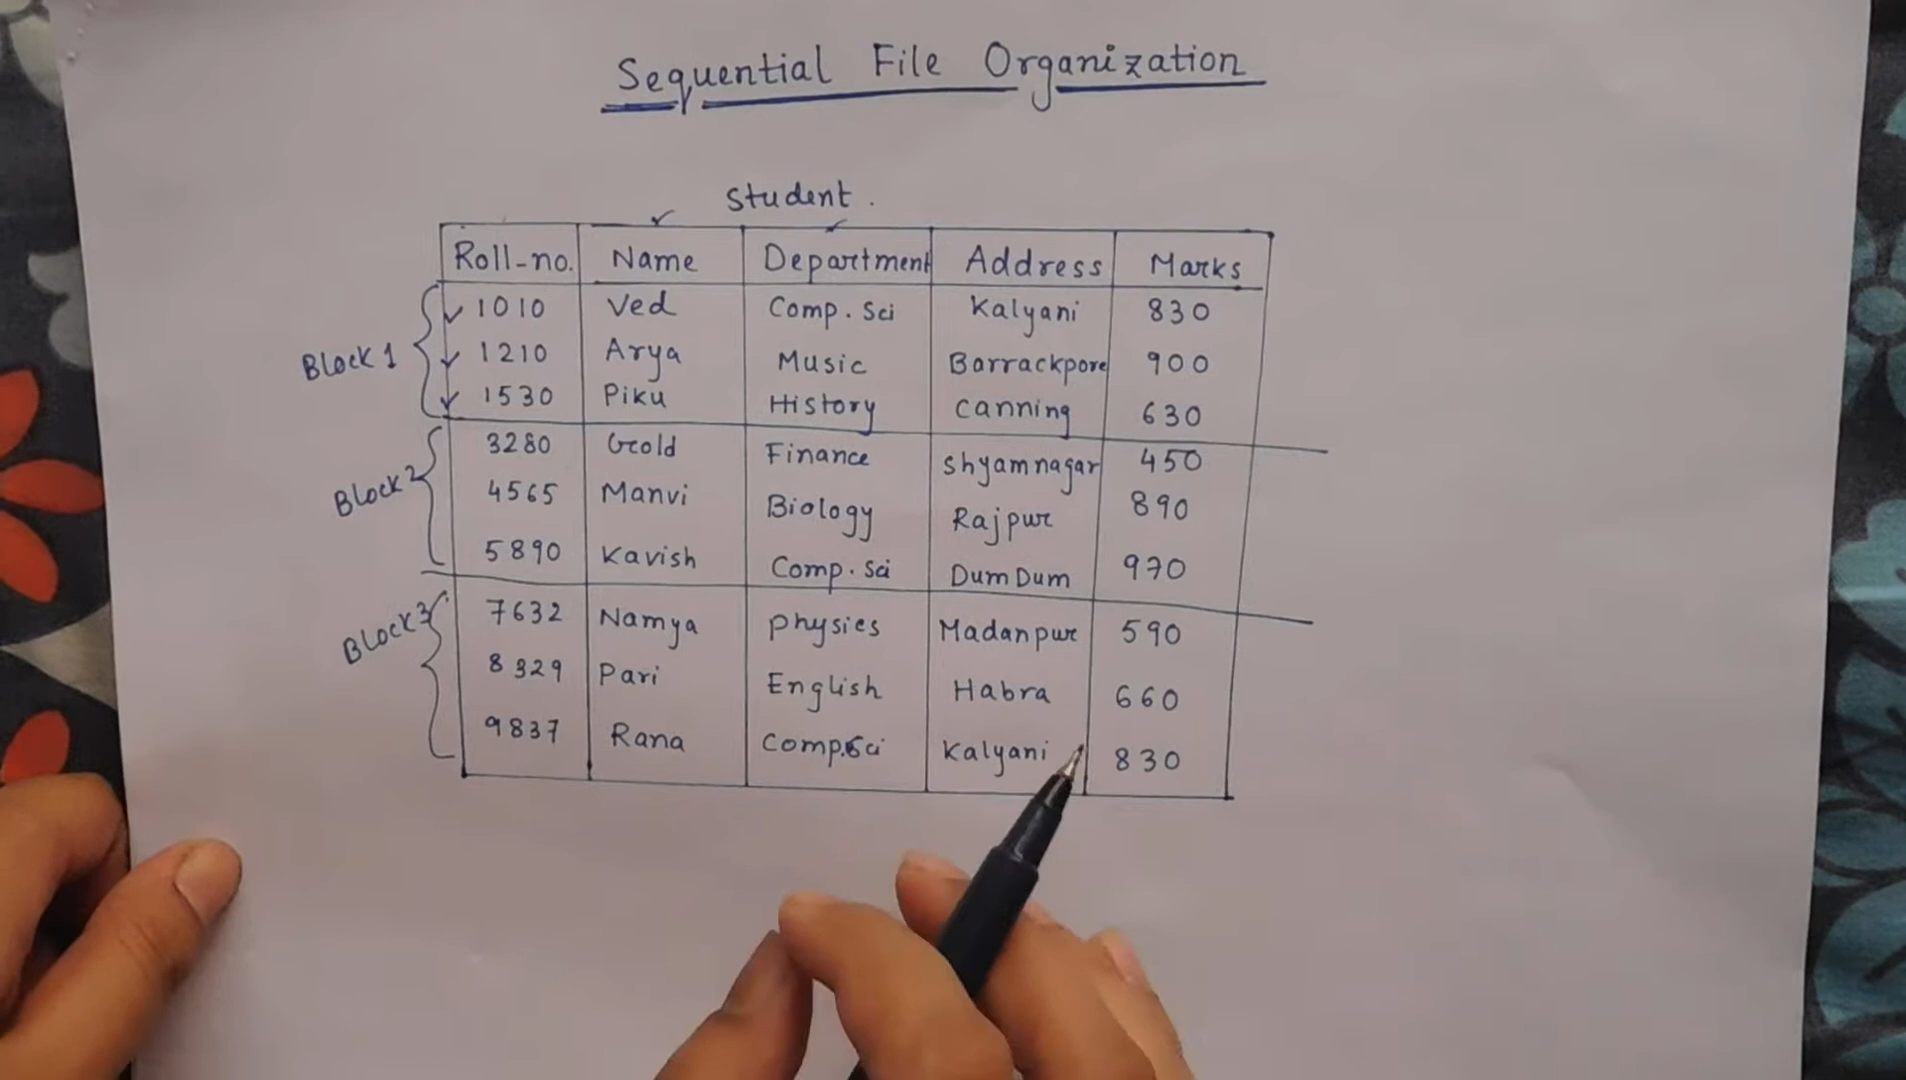 Sequential File Organization
Student.
Roll-no. Name Department Address Marks
Block 1
1010 Ved Comp. Sci Kalyani 830
1210 Arya Music Barrackpore 900
1530 Piku History Canning 630
Block 2
3280 Gold Finance Shyamnagar 450
4565 Manvi Biology Rajpur 890
5890 Kavish Comp. Sci DumDum 970
Block 3
7632 Namya Physics Madanpur 590
8329 Pari English Habra 660
9837 Rana Comp.Sci Kalyani 830